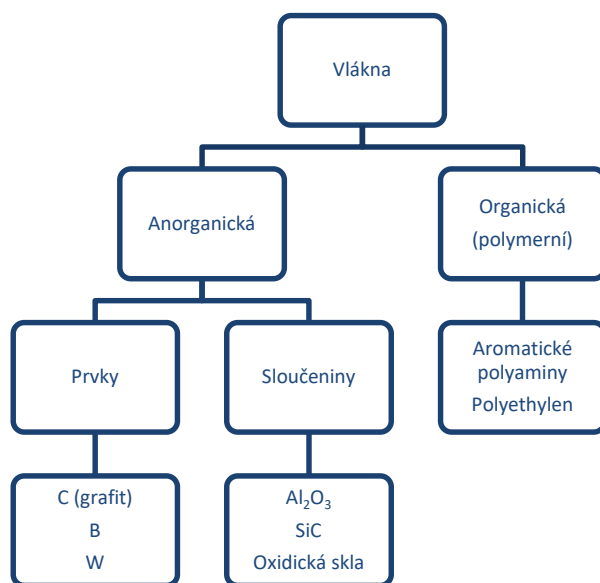 Vlákna
Anorganická
Organická
(polymerní)
Prvky
Sloučeniny
Aromatické
polyaminy
Polyethylen
C (grafit)
B
W
Al₂O₃
SiC
Oxidická skla